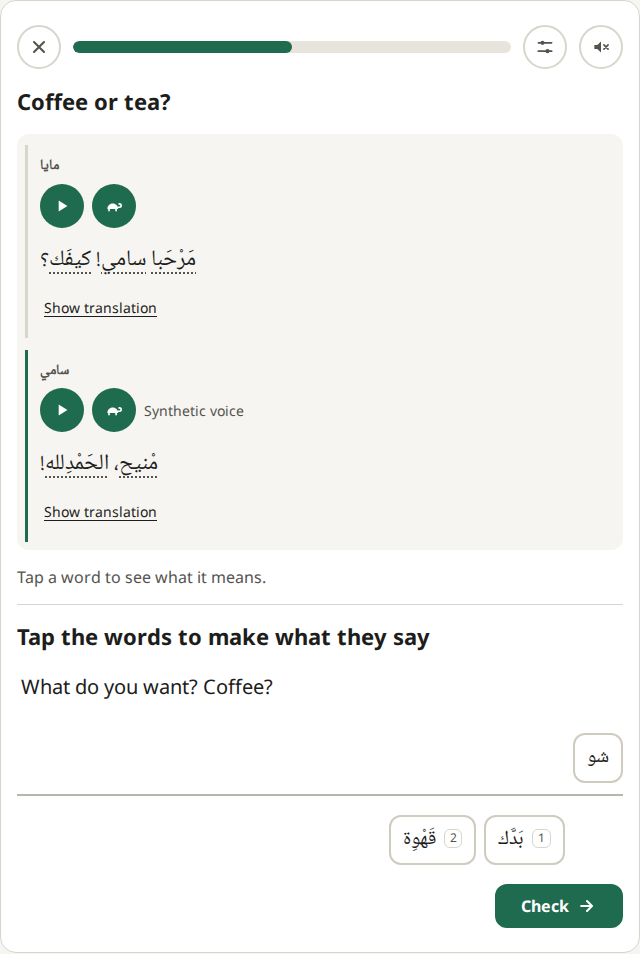 Coffee or tea?
مايا
مَرْحَبا سامي! كيفَك؟
Show translation
سامي
Synthetic voice
مْنيح، الحَمْدِلله!
Show translation
Tap a word to see what it means.
Tap the words to make what they say
What do you want? Coffee?
شو
1 بَدَّك
2 قَهْوِة
Check